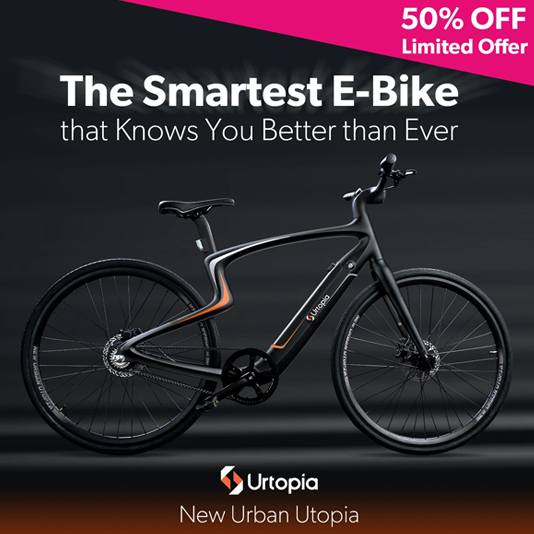 50% OFF
Limited Offer
The Smartest E-Bike
that Knows You Better than Ever
Urtopia
Urtopia
New Urban Utopia